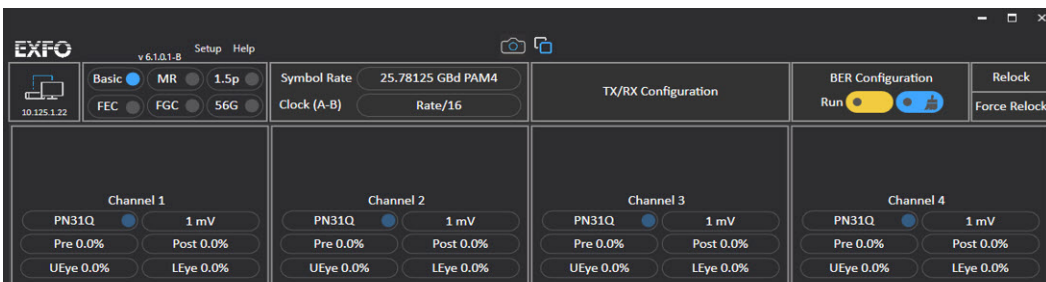 EXFO
v 6.1.0.1-B
Setup Help
10.125.1.22
Basic MR 1.5p
FEC FGC 56G
Symbol Rate 25.78125 GBd PAM4
Clock (A-B) Rate/16
TX/RX Configuration
BER Configuration
Run
Relock
Force Relock
Channel 1
PN31Q 1 mV
Pre 0.0% Post 0.0%
UEye 0.0% LEye 0.0%
Channel 2
PN31Q 1 mV
Pre 0.0% Post 0.0%
UEye 0.0% LEye 0.0%
Channel 3
PN31Q 1 mV
Pre 0.0% Post 0.0%
UEye 0.0% LEye 0.0%
Channel 4
PN31Q 1 mV
Pre 0.0% Post 0.0%
UEye 0.0% LEye 0.0%